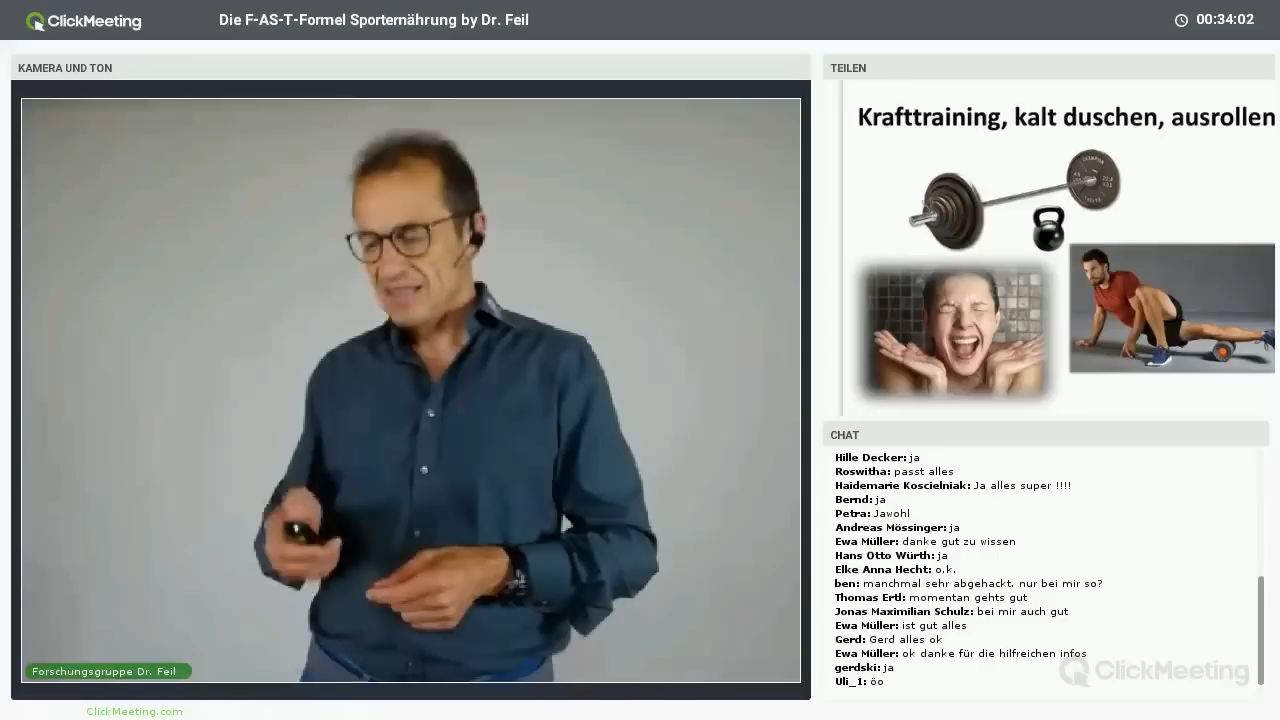 ClickMeeting
Die F-AS-T-Formel Sporternährung by Dr. Feil
00:34:02
KAMERA UND TON
Forschungsgruppe Dr. Feil
TEILEN
Krafttraining, kalt duschen, ausrollen
CHAMPION
CHAT
Hille Decker: ja
Roswitha: passt alles
Haidemarie Koscielniak: Ja alles super !!!!
Bernd: ja
Petra: Jawohl
Andreas Mössinger: ja
Ewa Müller: danke gut zu wissen
Hans Otto Würth: ja
Elke Anna Hecht: o.k.
ben: manchmal sehr abgehackt. nur bei mir so?
Thomas Ertl: momentan gehts gut
Jonas Maximilian Schulz: bei mir auch gut
Ewa Müller: ist gut alles
Gerd: Gerd alles ok
Ewa Müller: ok danke für die hilfreichen infos
gerdski: ja
Uli_1: öo
ClickMeeting
ClickMeeting.com